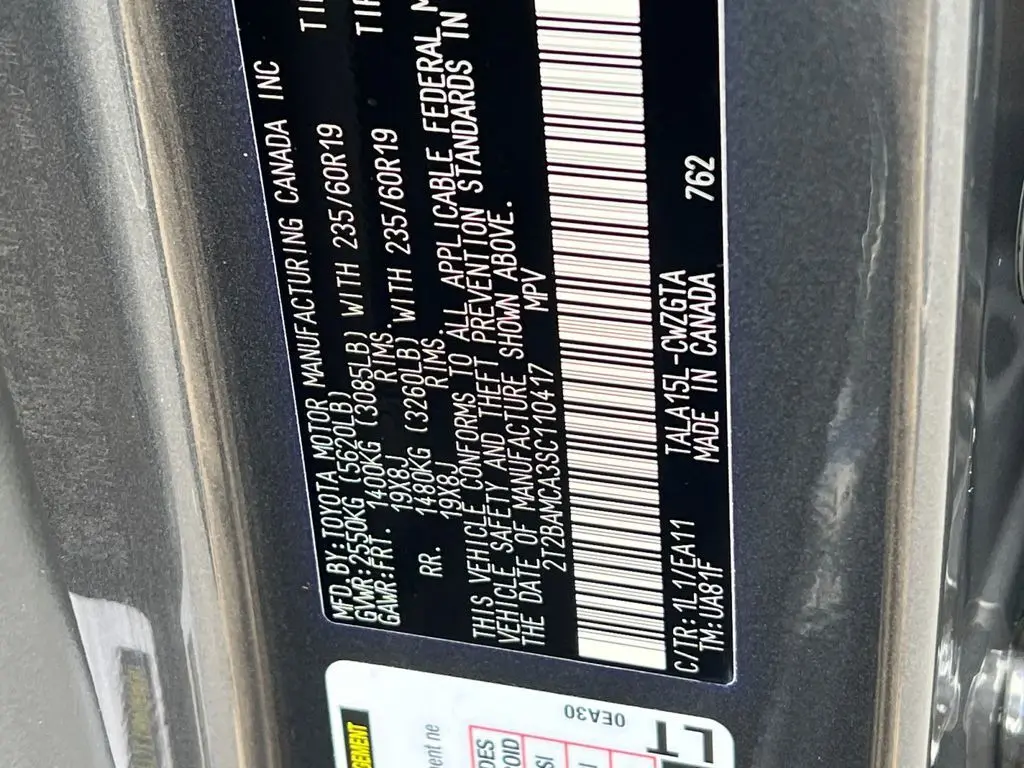 MFD. BY:TOYOTA MOTOR MANUFACTURING CANADA INC
GVWR:2550KG (5620LB)
GAWR:FRT. 1400KG (3085LB) WITH 235/60R19
19X8J RIMS.
RR. 1480KG (3260LB) WITH 235/60R19
19X8J RIMS.
THIS VEHICLE CONFORMS TO ALL APPLICABLE FEDERAL
VEHICLE SAFETY AND THEFT PREVENTION STANDARDS IN
THE DATE OF MANUFACTURE SHOWN ABOVE.
2T2BAMCA3SC110417 MPV
C/TR:1L1/EA11 TALA15L-CWZGTA 762
TM:UA81F MADE IN CANADA
0EA30